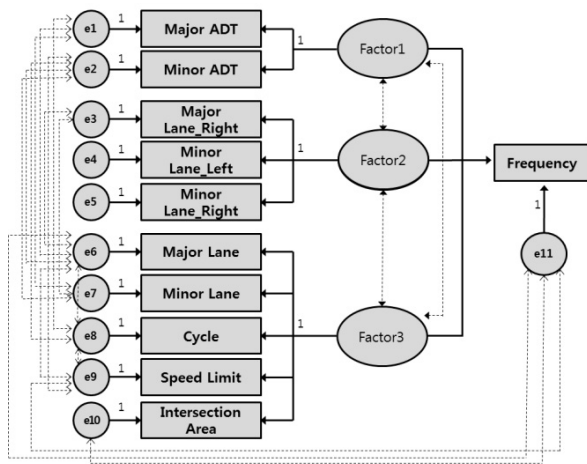 e1 1 Major ADT 1 Factor1
e2 1 Minor ADT
e3 1 Major
Lane_Right
e4 1 Minor
Lane_Left 1 Factor2 Frequency
e5 1 Minor
Lane_Right
1
e6 1 Major Lane e11
e7 1 Minor Lane
e8 1 Cycle 1 Factor3
e9 1 Speed Limit
e10 1 Intersection
Area